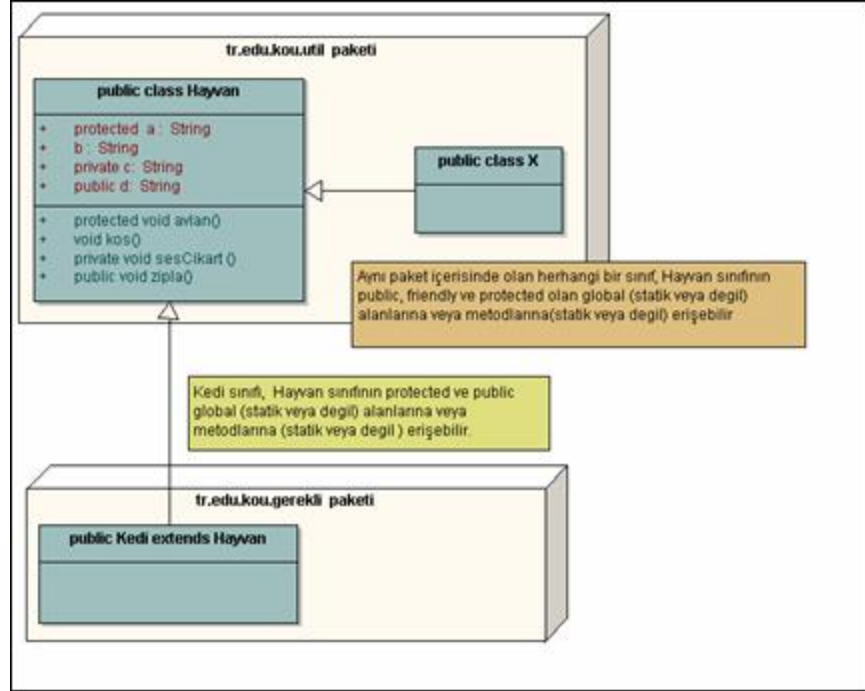 tr.edu.kou.util paketi
public class Hayvan
+ protected a : String
+ b : String
+ private c: String
+ public d: String
+ protected void avlan()
+ void kos()
+ private void sesCikart ()
+ public void zipla()
public class X
Aynı paket içerisinde olan herhangi bir sınıf, Hayvan sınıfının
public, friendly ve protected olan global (statik veya degil)
alanlarına veya metodlarına(statik veya degil) erişebilir
Kedi sınıfı, Hayvan sınıfının protected ve public
global (statik veya degil) alanlarına veya
metodlarına (statik veya degil ) erişebilir.
tr.edu.kou.gerekli paketi
public Kedi extends Hayvan